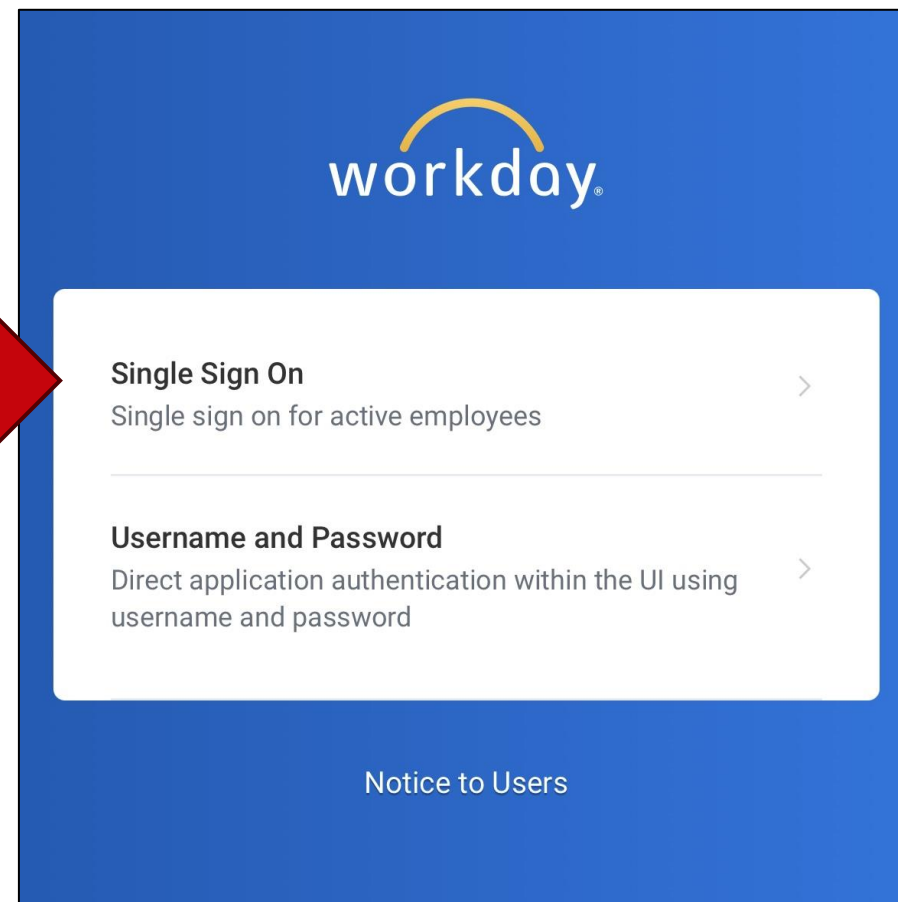 workday®
Single Sign On
Single sign on for active employees
Username and Password
Direct application authentication within the UI using
username and password
Notice to Users